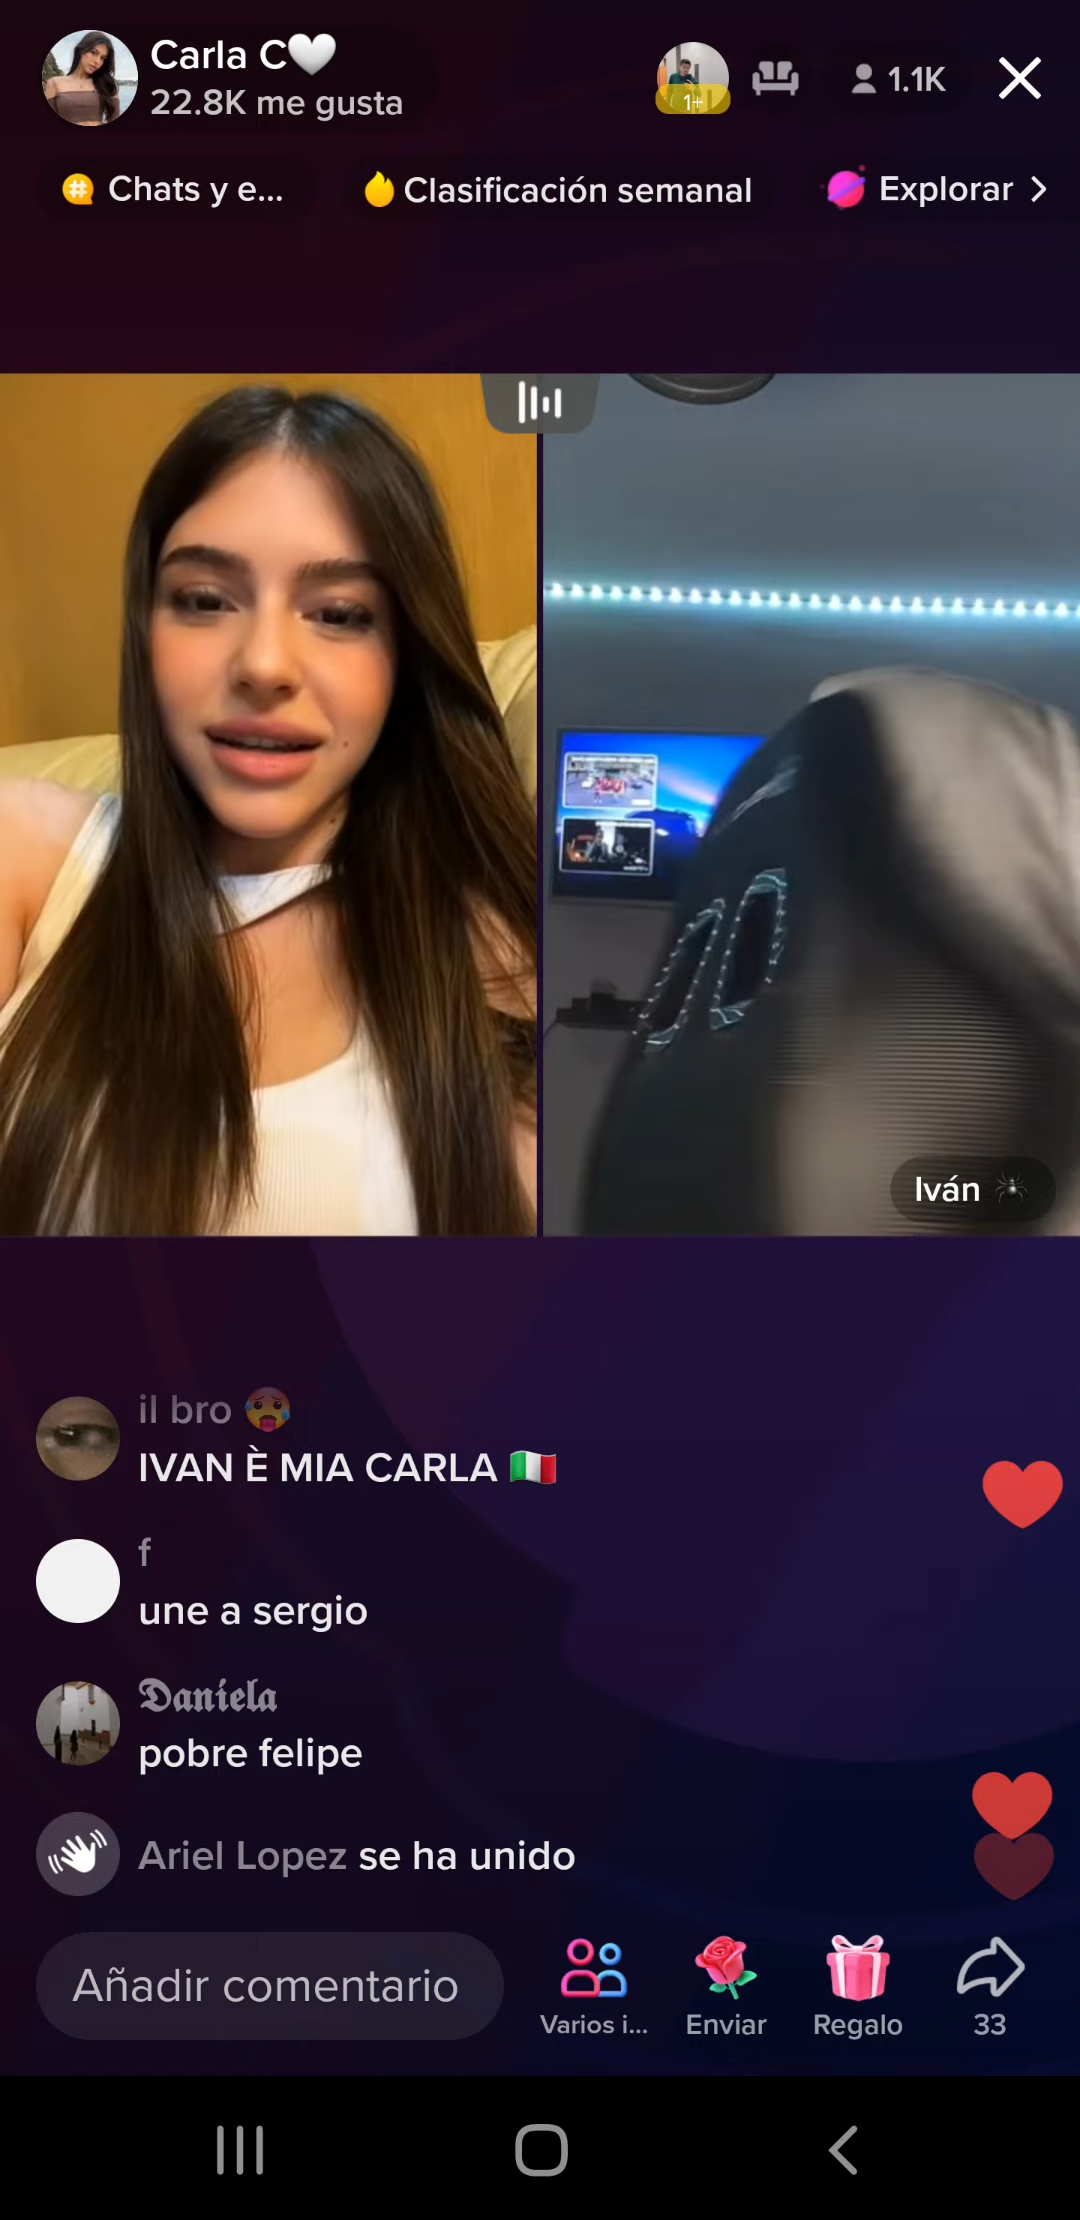 Carla C🤍
22.8K me gusta
1+
1.1K
Chats y e...
Clasificación semanal
Explorar
Iván 🕷
il bro 🥵
IVAN È MIA CARLA 🇮🇹
f
une a sergio
𝕯𝖆𝖓𝖎𝖊𝖑𝖆
pobre felipe
Ariel Lopez se ha unido
Añadir comentario
Varios i...
Enviar
Regalo
33